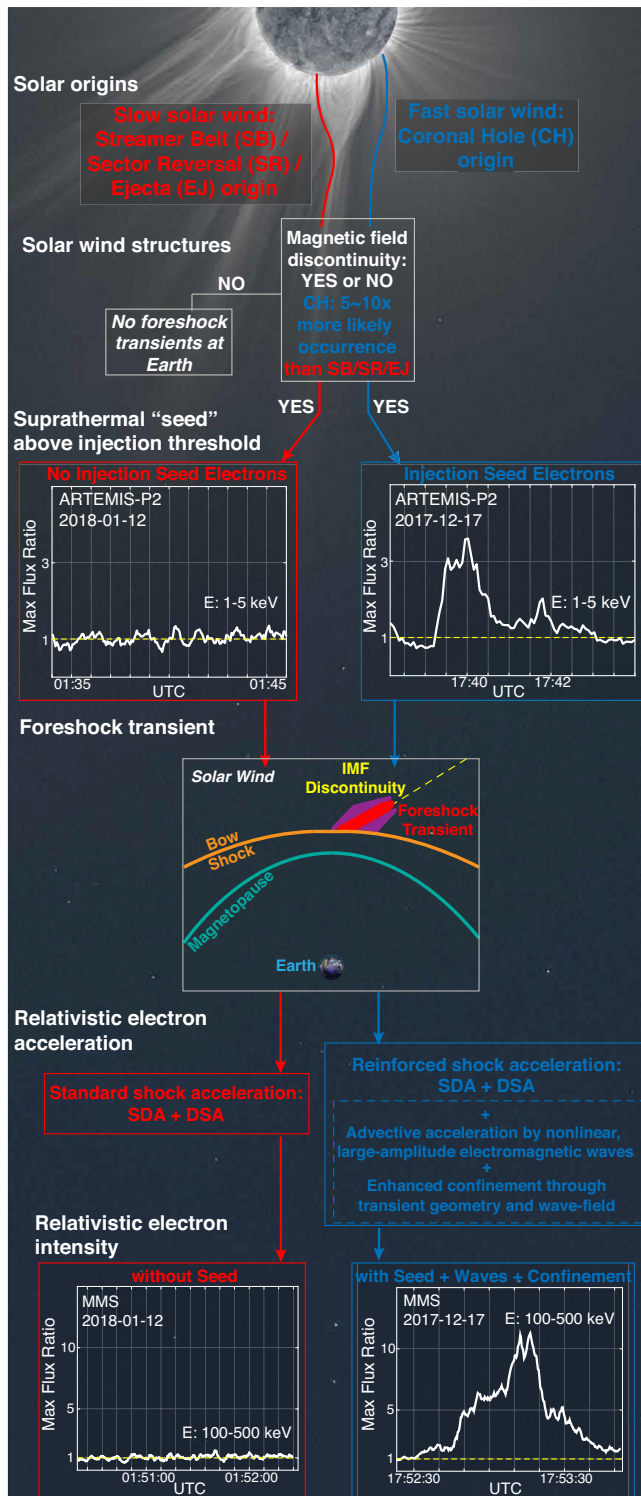 Solar origins
Slow solar wind:
Streamer Belt (SB) /
Sector Reversal (SR) /
Ejecta (EJ) origin
Fast solar wind:
Coronal Hole (CH)
origin
Solar wind structures
Magnetic field
discontinuity:
YES or NO
CH: 5~10x
more likely
occurrence
than SB/SR/EJ
NO
No foreshock
transients at
Earth
YES
YES
Suprathermal “seed”
above injection threshold
No Injection Seed Electrons
ARTEMIS-P2
2018-01-12
Max Flux Ratio
3
1
E: 1-5 keV
01:35
01:45
UTC
Injection Seed Electrons
ARTEMIS-P2
2017-12-17
Max Flux Ratio
3
1
E: 1-5 keV
17:40
17:42
UTC
Foreshock transient
Solar Wind
IMF
Discontinuity
Foreshock
Transient
Bow
Shock
Magnetopause
Earth
Relativistic electron
acceleration
Standard shock acceleration:
SDA + DSA
Reinforced shock acceleration:
SDA + DSA
+
Advective acceleration by nonlinear,
large-amplitude electromagnetic waves
+
Enhanced confinement through
transient geometry and wave-field
Relativistic electron
intensity
without Seed
MMS
2018-01-12
Max Flux Ratio
10
5
1
E: 100-500 keV
01:51:00
01:52:00
UTC
with Seed + Waves + Confinement
MMS
2017-12-17
E: 100-500 keV
Max Flux Ratio
10
5
1
17:52:30
17:53:30
UTC